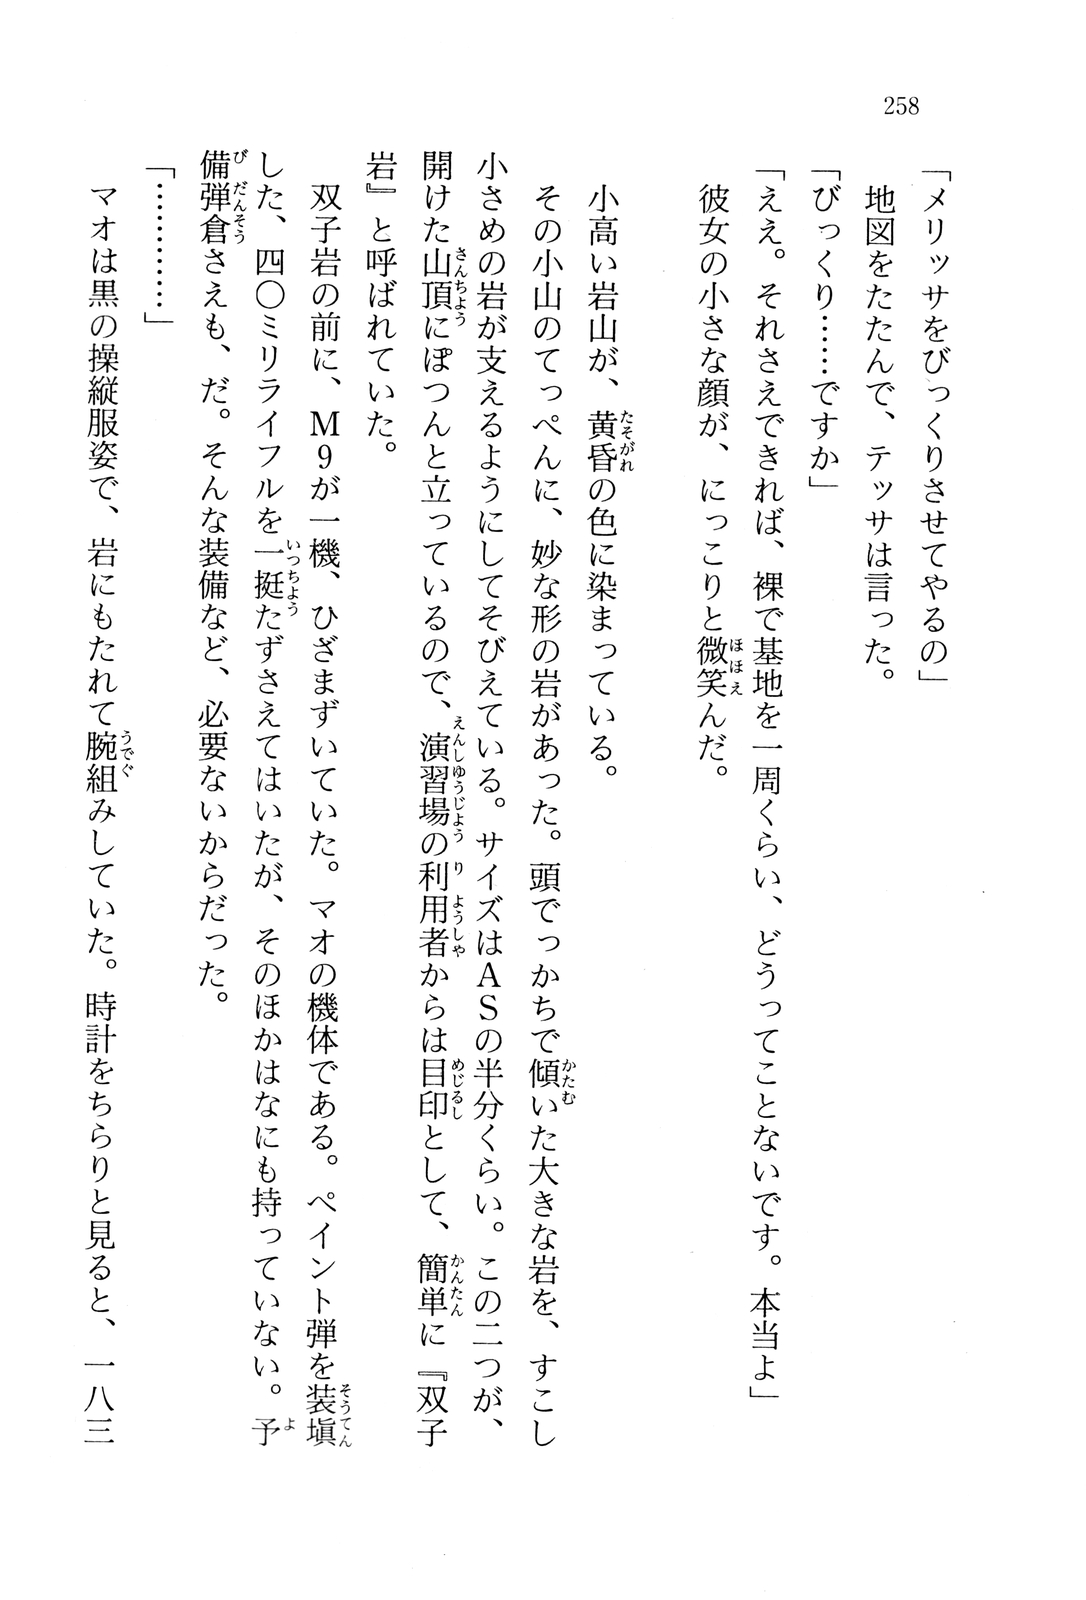 258
「メリッサをびっくりさせてやるの」
地図をたたんで、テッサは言った。
「びっくり……ですか」
「ええ。それさえできれば、裸で基地を一周くらい、どうってことないです。本当よ」
彼女の小さな顔が、にっこりと微笑んだ。
小高い岩山が、黄昏の色に染まっている。
その小山のてっぺんに、妙な形の岩があった。頭でっかちで傾いた大きな岩を、すこし
小さめの岩が支えるようにしてそびえている。サイズはASの半分くらい。この二つが、
開けた山頂にぽつんと立っているので、演習場の利用者からは目印として、簡単に『双子
岩』と呼ばれていた。
双子岩の前に、M9が一機、ひざまずいていた。マオの機体である。ペイント弾を装塡
した、四〇ミリライフルを一挺たずさえてはいたが、そのほかはなにも持っていない。予
備弾倉さえも、だ。そんな装備など、必要ないからだった。
「…………」
マオは黒の操縦服姿で、岩にもたれて腕組みしていた。時計をちらりと見ると、一八三